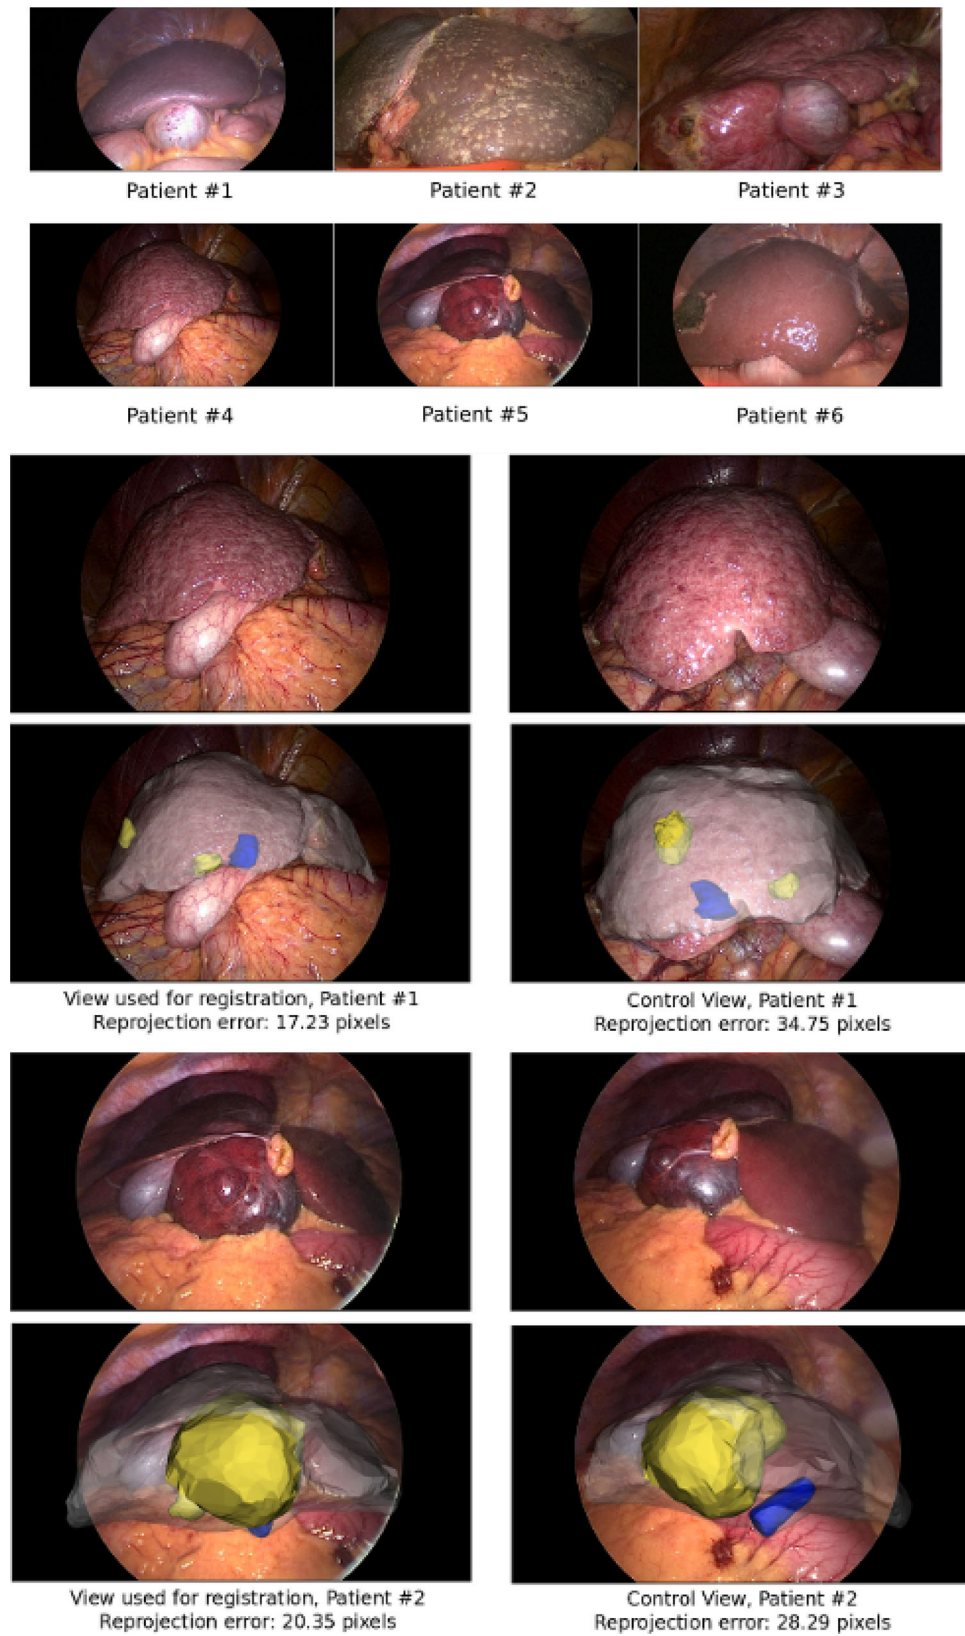 Patient #1
Patient #2
Patient #3
Patient #4
Patient #5
Patient #6
View used for registration, Patient #1
Reprojection error: 17.23 pixels
Control View, Patient #1
Reprojection error: 34.75 pixels
View used for registration, Patient #2
Reprojection error: 20.35 pixels
Control View, Patient #2
Reprojection error: 28.29 pixels